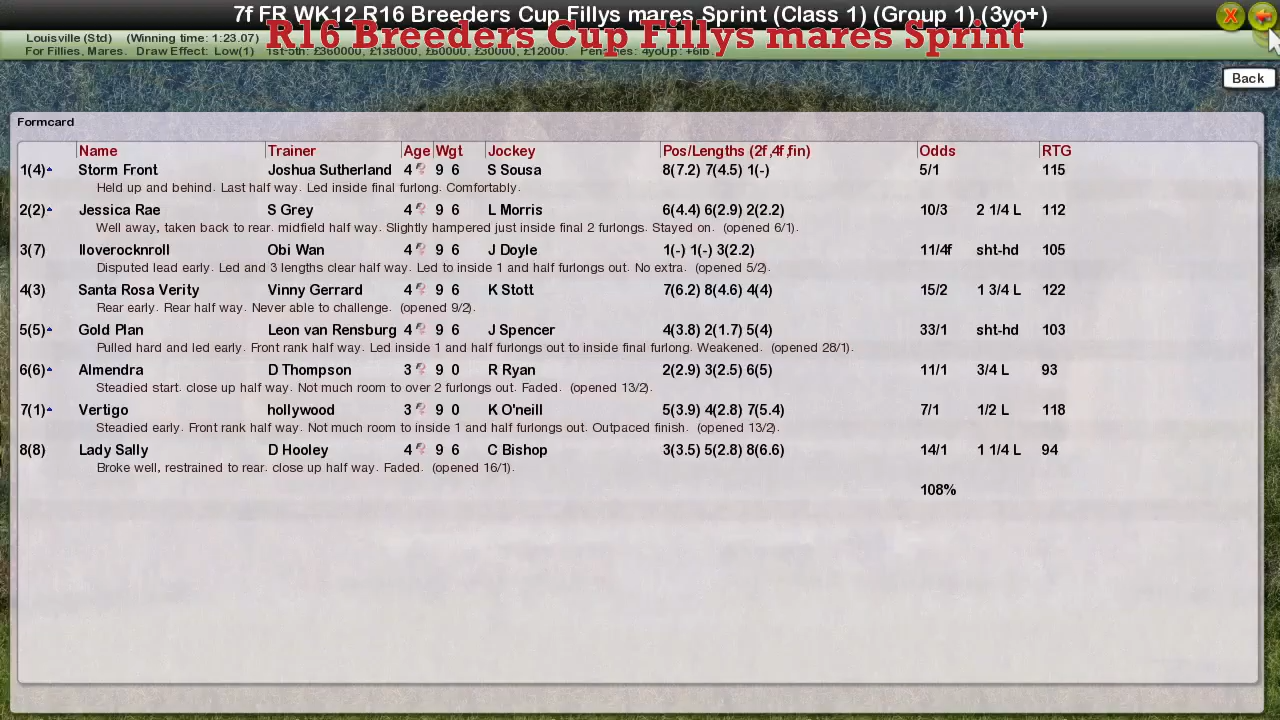 7f FR WK12 R16 Breeders Cup Fillys mares Sprint (Class 1) (Group 1) (3yo+)
R16 Breeders Cup Fillys mares Sprint
Louisville (Std) (Winning time: 1:23.07)
For Fillies, Mares. Draw Effect: Low(1) 1st-5th: £360000, £138000, £60000, £30000, £12000. Penalties: 4yoUp: +6lb.
Back
Formcard
Name Trainer Age Wgt Jockey Pos/Lengths (2f,4f,fin) Odds RTG
1(4) Storm Front Joshua Sutherland 4 9 6 S Sousa 8(7.2) 7(4.5) 1(-) 5/1 115
Held up and behind. Last half way. Led inside final furlong. Comfortably.
2(2) Jessica Rae S Grey 4 9 6 L Morris 6(4.4) 6(2.9) 2(2.2) 10/3 2 1/4 L 112
Well away, taken back to rear. midfield half way. Slightly hampered just inside final 2 furlongs. Stayed on. (opened 6/1).
3(7) Iloverocknroll Obi Wan 4 9 6 J Doyle 1(-) 1(-) 3(2.2) 11/4f sht-hd 105
Disputed lead early. Led and 3 lengths clear half way. Led to inside 1 and half furlongs out. No extra. (opened 5/2).
4(3) Santa Rosa Verity Vinny Gerrard 4 9 6 K Stott 7(6.2) 8(4.6) 4(4) 15/2 1 3/4 L 122
Rear early. Rear half way. Never able to challenge. (opened 9/2).
5(5) Gold Plan Leon van Rensburg 4 9 6 J Spencer 4(3.8) 2(1.7) 5(4) 33/1 sht-hd 103
Pulled hard and led early. Front rank half way. Led inside 1 and half furlongs out to inside final furlong. Weakened. (opened 28/1).
6(6) Almendra D Thompson 3 9 0 R Ryan 2(2.9) 3(2.5) 6(5) 11/1 3/4 L 93
Steadied start. close up half way. Not much room to over 2 furlongs out. Faded. (opened 13/2).
7(1) Vertigo hollywood 3 9 0 K O'neill 5(3.9) 4(2.8) 7(5.4) 7/1 1/2 L 118
Steadied early. Front rank half way. Not much room to inside 1 and half furlongs out. Outpaced finish. (opened 13/2).
8(8) Lady Sally D Hooley 4 9 6 C Bishop 3(3.5) 5(2.8) 8(6.6) 14/1 1 1/4 L 94
Broke well, restrained to rear. close up half way. Faded. (opened 16/1).
108%